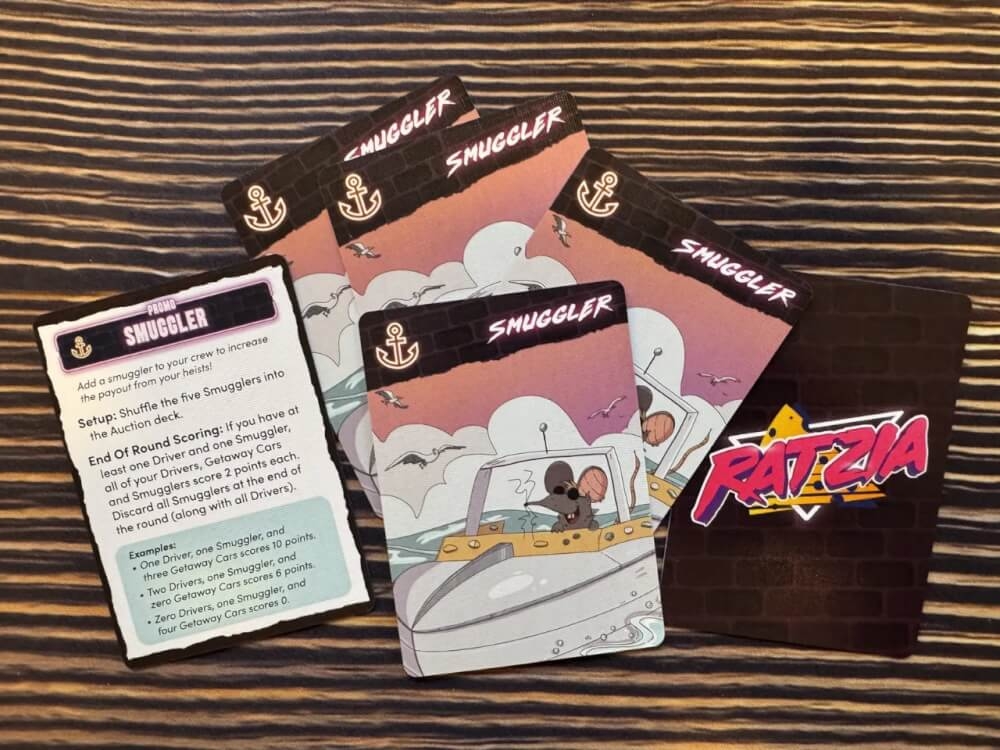 SMUGGLER
SMUGGLER
SMUGGLER
SMUGGLER
PROMO
SMUGGLER
Add a smuggler to your crew to increase
the payout from your heists!
Setup: Shuffle the five Smugglers into
the Auction deck.
End Of Round Scoring: If you have at
least one Driver and one Smuggler,
all of your Drivers, Getaway Cars
and Smugglers score 2 points each.
Discard all Smugglers at the end of
the round (along with all Drivers).
Examples:
• One Driver, one Smuggler, and
three Getaway Cars scores 10 points.
• Two Drivers, one Smuggler, and
zero Getaway Cars scores 6 points.
• Zero Drivers, one Smuggler, and
four Getaway Cars scores 0.
RATZIA